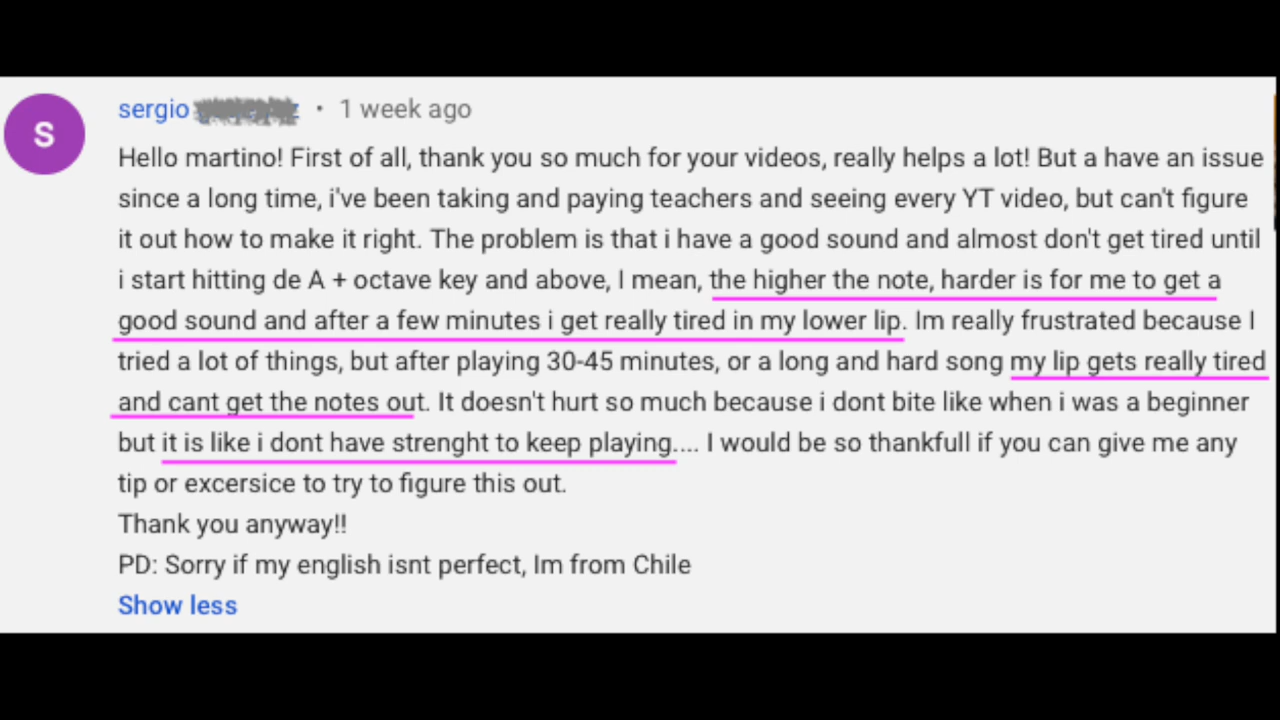 S
sergio • 1 week ago
Hello martino! First of all, thank you so much for your videos, really helps a lot! But a have an issue
since a long time, i've been taking and paying teachers and seeing every YT video, but can't figure
it out how to make it right. The problem is that i have a good sound and almost don't get tired until
i start hitting de A + octave key and above, I mean, the higher the note, harder is for me to get a
good sound and after a few minutes i get really tired in my lower lip. Im really frustrated because I
tried a lot of things, but after playing 30-45 minutes, or a long and hard song my lip gets really tired
and cant get the notes out. It doesn't hurt so much because i dont bite like when i was a beginner
but it is like i dont have strenght to keep playing.... I would be so thankfull if you can give me any
tip or excersice to try to figure this out.
Thank you anyway!!
PD: Sorry if my english isnt perfect, Im from Chile
Show less